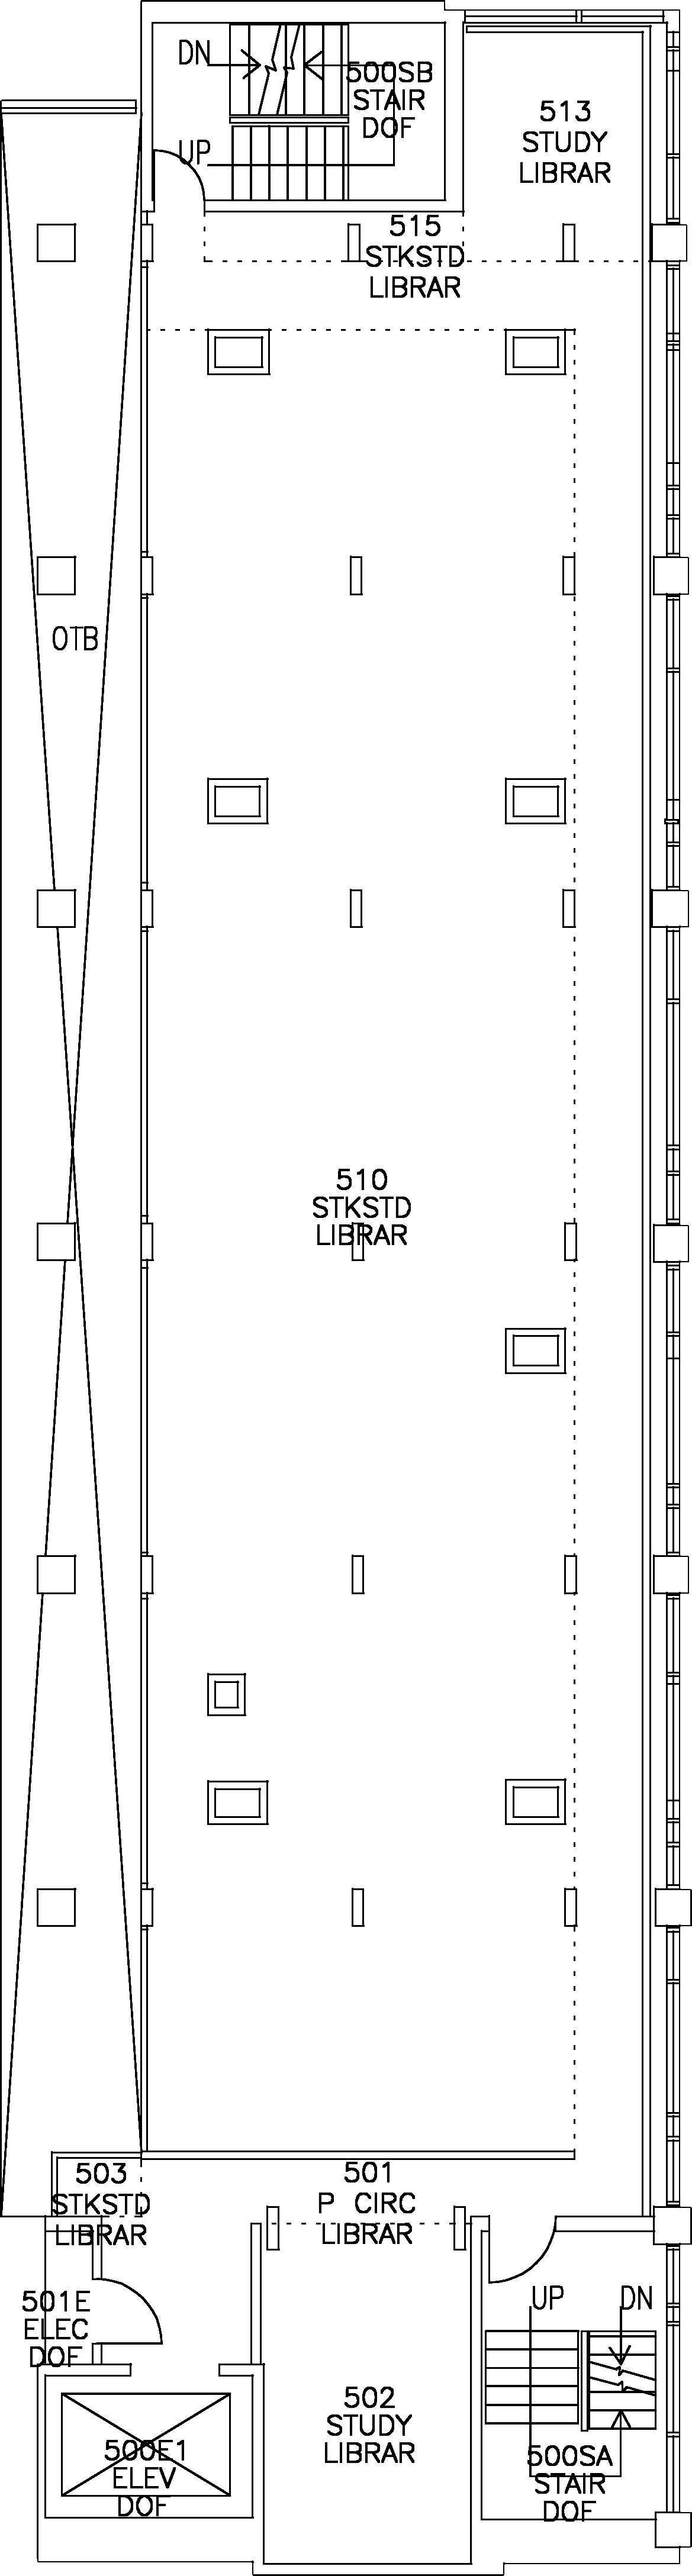 DN
500SB
STAIR
DOF
UP
513
STUDY
LIBRAR
515
STKSTD
LIBRAR
OTB
510
STKSTD
LIBRAR
503
STKSTD
LIBRAR
501
P CIRC
LIBRAR
501E
ELEC
DOF
UP
DN
502
STUDY
LIBRAR
500E1
ELEV
DOF
500SA
STAIR
DOF